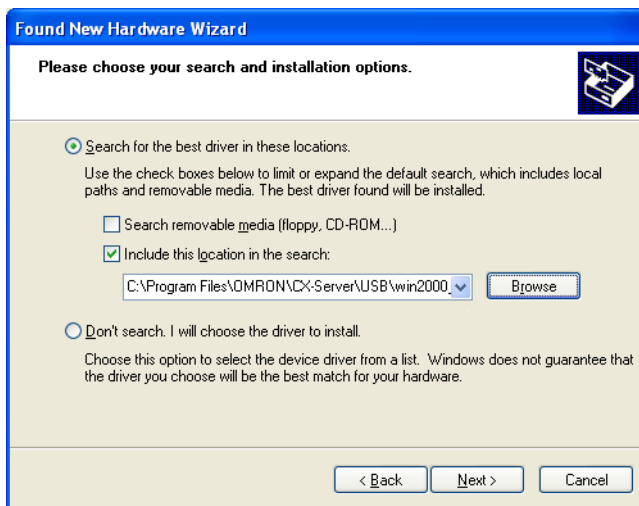 Found New Hardware Wizard
Please choose your search and installation options.
Search for the best driver in these locations.
Use the check boxes below to limit or expand the default search, which includes local
paths and removable media. The best driver found will be installed.
Search removable media (floppy, CD-ROM...)
Include this location in the search:
C:\Program Files\OMRON\CX-Server\USB\win2000_
Browse
Don't search. I will choose the driver to install.
Choose this option to select the device driver from a list. Windows does not guarantee that
the driver you choose will be the best match for your hardware.
< Back Next > Cancel